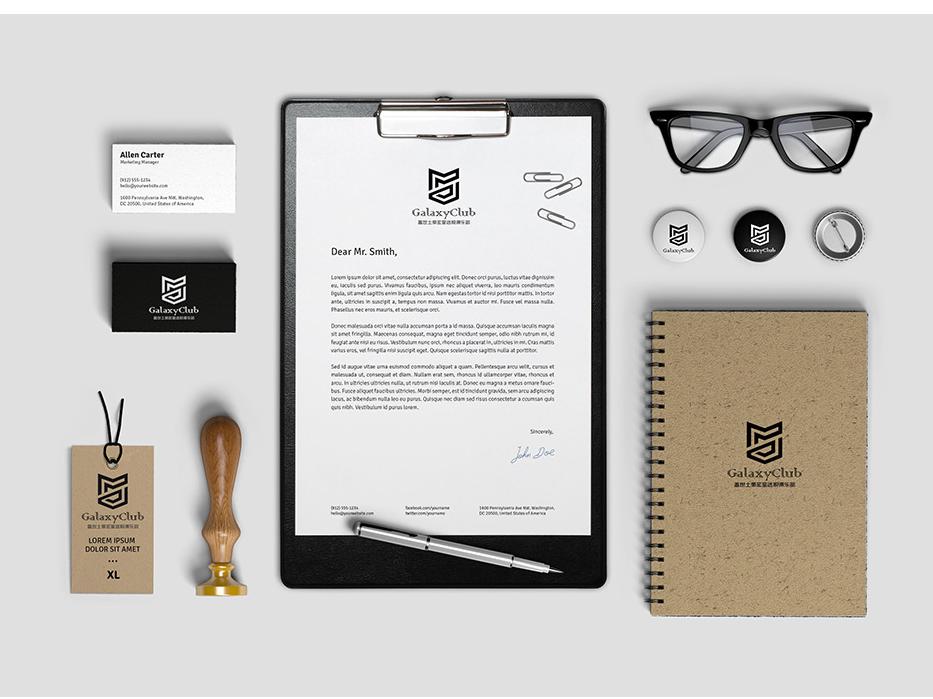 Allen Carter
Marketing Manager
(612) 555-1234
hello@yourwebsite.com
1600 Pennsylvania Ave NW, Washington,
DC 20500, United States of America
GalaxyClub
GalaxyClub
LOREM IPSUM
DOLOR SIT AMET
...
XL
GalaxyClub
Dear Mr. Smith,
Lorem ipsum dolor sit amet, consectetur adipiscing elit. Donec orci purus, luctus vitae dignissim
eu, laculis sed purus. Vivamus faucibus, ipsum nec aliquet viverra, leo mauris condimentum
ligula, sit amet sagittis enim ligula quis arcu. Nam egestas tortor id nisl porttitor mattis. In tortor
ante, ultricies in suscipit a, tempus non massa. Vivamus et auctor mi. Fusce vel massa nulla.
Phasellus nec eros mauris, et scelerisque orci.
Donec malesuada orci vitae nulla accumsan porta a id massa. Quisque accumsan iaculis magna
sit amet fringilla. Maecenas consequat, magna eget tincidunt semper, odio nibh rutrum mi, id
feugiat ante nisi eu risus. Vestibulum nunc orci, rhoncus a placerat in, ultricies in mi. Cras mattis
varius eros, vel fringilla nisi suscipit. Quisque scelerisque sagittis nulla at porttitor.
Sed id augue vitae urna euismod commodo aliquet a quam. Pellentesque arcu velit, cursus et
malesuada ut, consequat et diam. Nullam erat sem, rhoncus id ullamcorper vitae, rhoncus et
arcu. In ultricies ultricies nulla, ut rutrum nisi iaculis at. Donec eu magna a metus ornare fauci-
bus. Fusce aliquet faucibus ultricies. Morbi semper, est id tincidunt gravida, sem arcu adipiscing
lacus, ac bibendum nulla leo eu purus. Quisque nec diam sed risus consectetur a ccumsan quis
quis nibh. Vestibulum id purus lorem.
Sincerely,
John Doe
(612) 555-1234
hello@yourwebsite.com
facebook.com/yourname
twitter.com/yourname
1600 Pennsylvania Ave NW, Washington,
DC 20500, United States of America
GalaxyClub
GalaxyClub
GalaxyClub